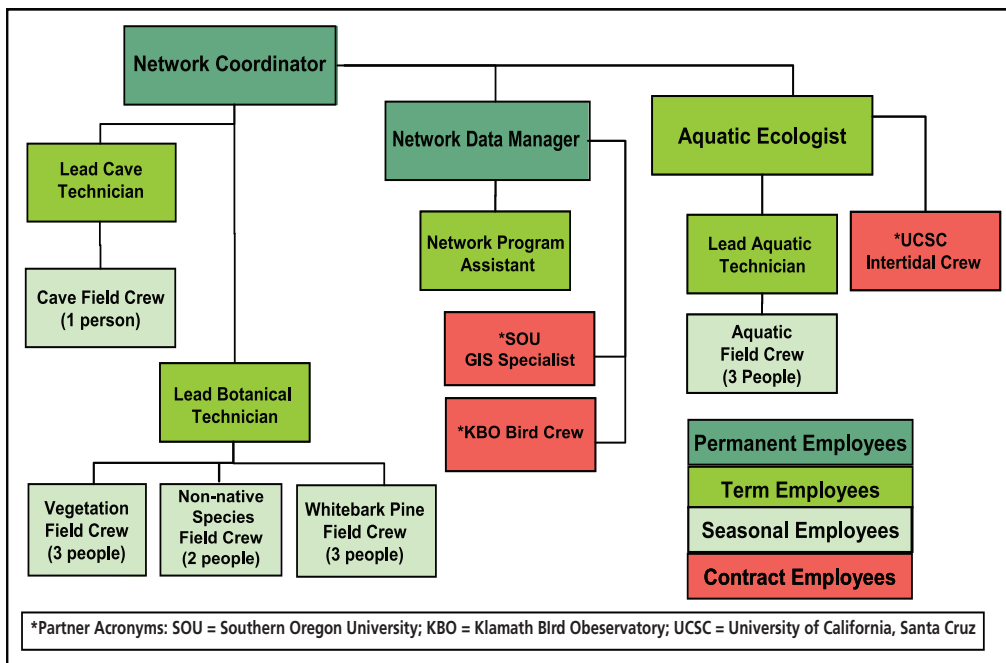 Network Coordinator
Network Data Manager
Aquatic Ecologist
Lead Cave
Technician
Network Program
Assistant
Lead Aquatic
Technician
*UCSC
Intertidal Crew
Cave Field Crew
(1 person)
*SOU
GIS Specialist
Aquatic
Field Crew
(3 People)
Lead Botanical
Technician
*KBO Bird Crew
Vegetation
Field Crew
(3 people)
Non-native
Species
Field Crew
(2 people)
Whitebark Pine
Field Crew
(3 people)
Permanent Employees
Term Employees
Seasonal Employees
Contract Employees
*Partner Acronyms: SOU = Southern Oregon University; KBO = Klamath BIrd Obeservatory; UCSC = University of California, Santa Cruz